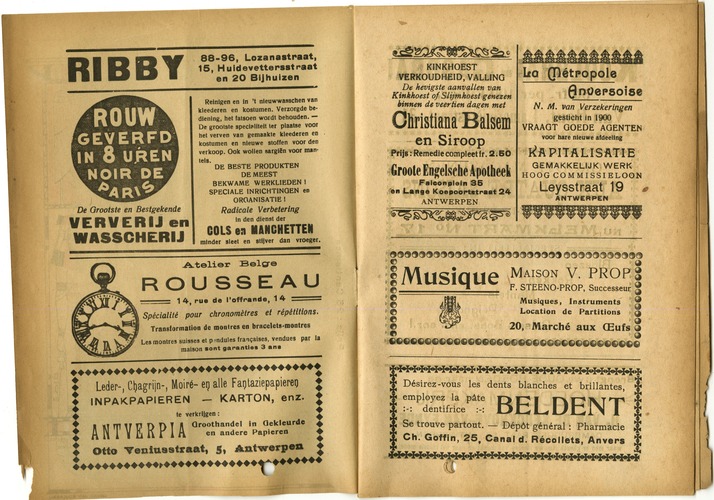 RIBBY
88-96, Lozanastraat,
15, Huidevettersstraat
en 20 Bijhuizen
ROUW
GEVERFD
IN 8 UREN
NOIR DE
PARIS
De Grootste en Bestgekende
VERVERIJ en
WASSCHERIJ
Reinigen en in 't nieuwwasschen van
kleederen en kostumen. Verzorgde be-
diening, het fatsoen wordt behouden. —
De grootste specialiteit ter plaatse voor
het verven van gemaakte kleederen en
kostumen en nieuwe stoffen voor den
verkoop. Ook wollen sargiën voor man-
tels.
DE BESTE PRODUKTEN
DE MEEST
BEKWAME WERKLIEDEN !
SPECIALE INRICHTINGEN en
ORGANISATIE !
Radicale Verbetering
in den dienst der
COLS en MANCHETTEN
minder steel en stijver dan vroeger.
Atelier Belge
ROUSSEAU
14, rue de l'offrande, 14
Spécialité pour chronomètres et répétitions.
Transformation de montres en bracelets-montres
Les montres suisses et pendules françaises, vendues par la
maison sont garanties 3 ans
Leder-, Chagrijn-, Moiré- en alle Fantaziepapieren
INPAKPAPIEREN — KARTON, enz.
te verkrijgen :
ANTVERPIA Groothandel in Gekleurde
en andere Papieren
Otto Veniusstraat, 5, Antwerpen
KINKHOEST
VERKOUDHEID, VALLING
De hevigste aanvallen van
Kinkhoest of Slijmhoest genezen
binnen de veertien dagen met
Christiana Balsem
en Siroop
Prijs : Remedie compleet fr. 2.50
Groote Engelsche Apotheek
Falconplein 35
en Lange Koepoortstraat 24
ANTWERPEN
La Métropole
Anversoise
N. M. van Verzekeringen
gesticht in 1900
VRAAGT GOEDE AGENTEN
voor hare nieuwe afdeeling
KAPITALISATIE
GEMAKKELIJK WERK
HOOG COMMISSIELOON
Leysstraat 19
ANTWERPEN
Musique
MAISON V. PROP
F. STEENO-PROP, Successeur
Musiques, Instruments
Location de Partitions
20, Marché aux Œufs
Désirez-vous les dents blanches et brillantes,
employez la pâte
:-: dentifrice :-: BELDENT
Se trouve partout. — Dépôt général : Pharmacie
Ch. Goffin, 25, Canal d. Récollets, Anvers